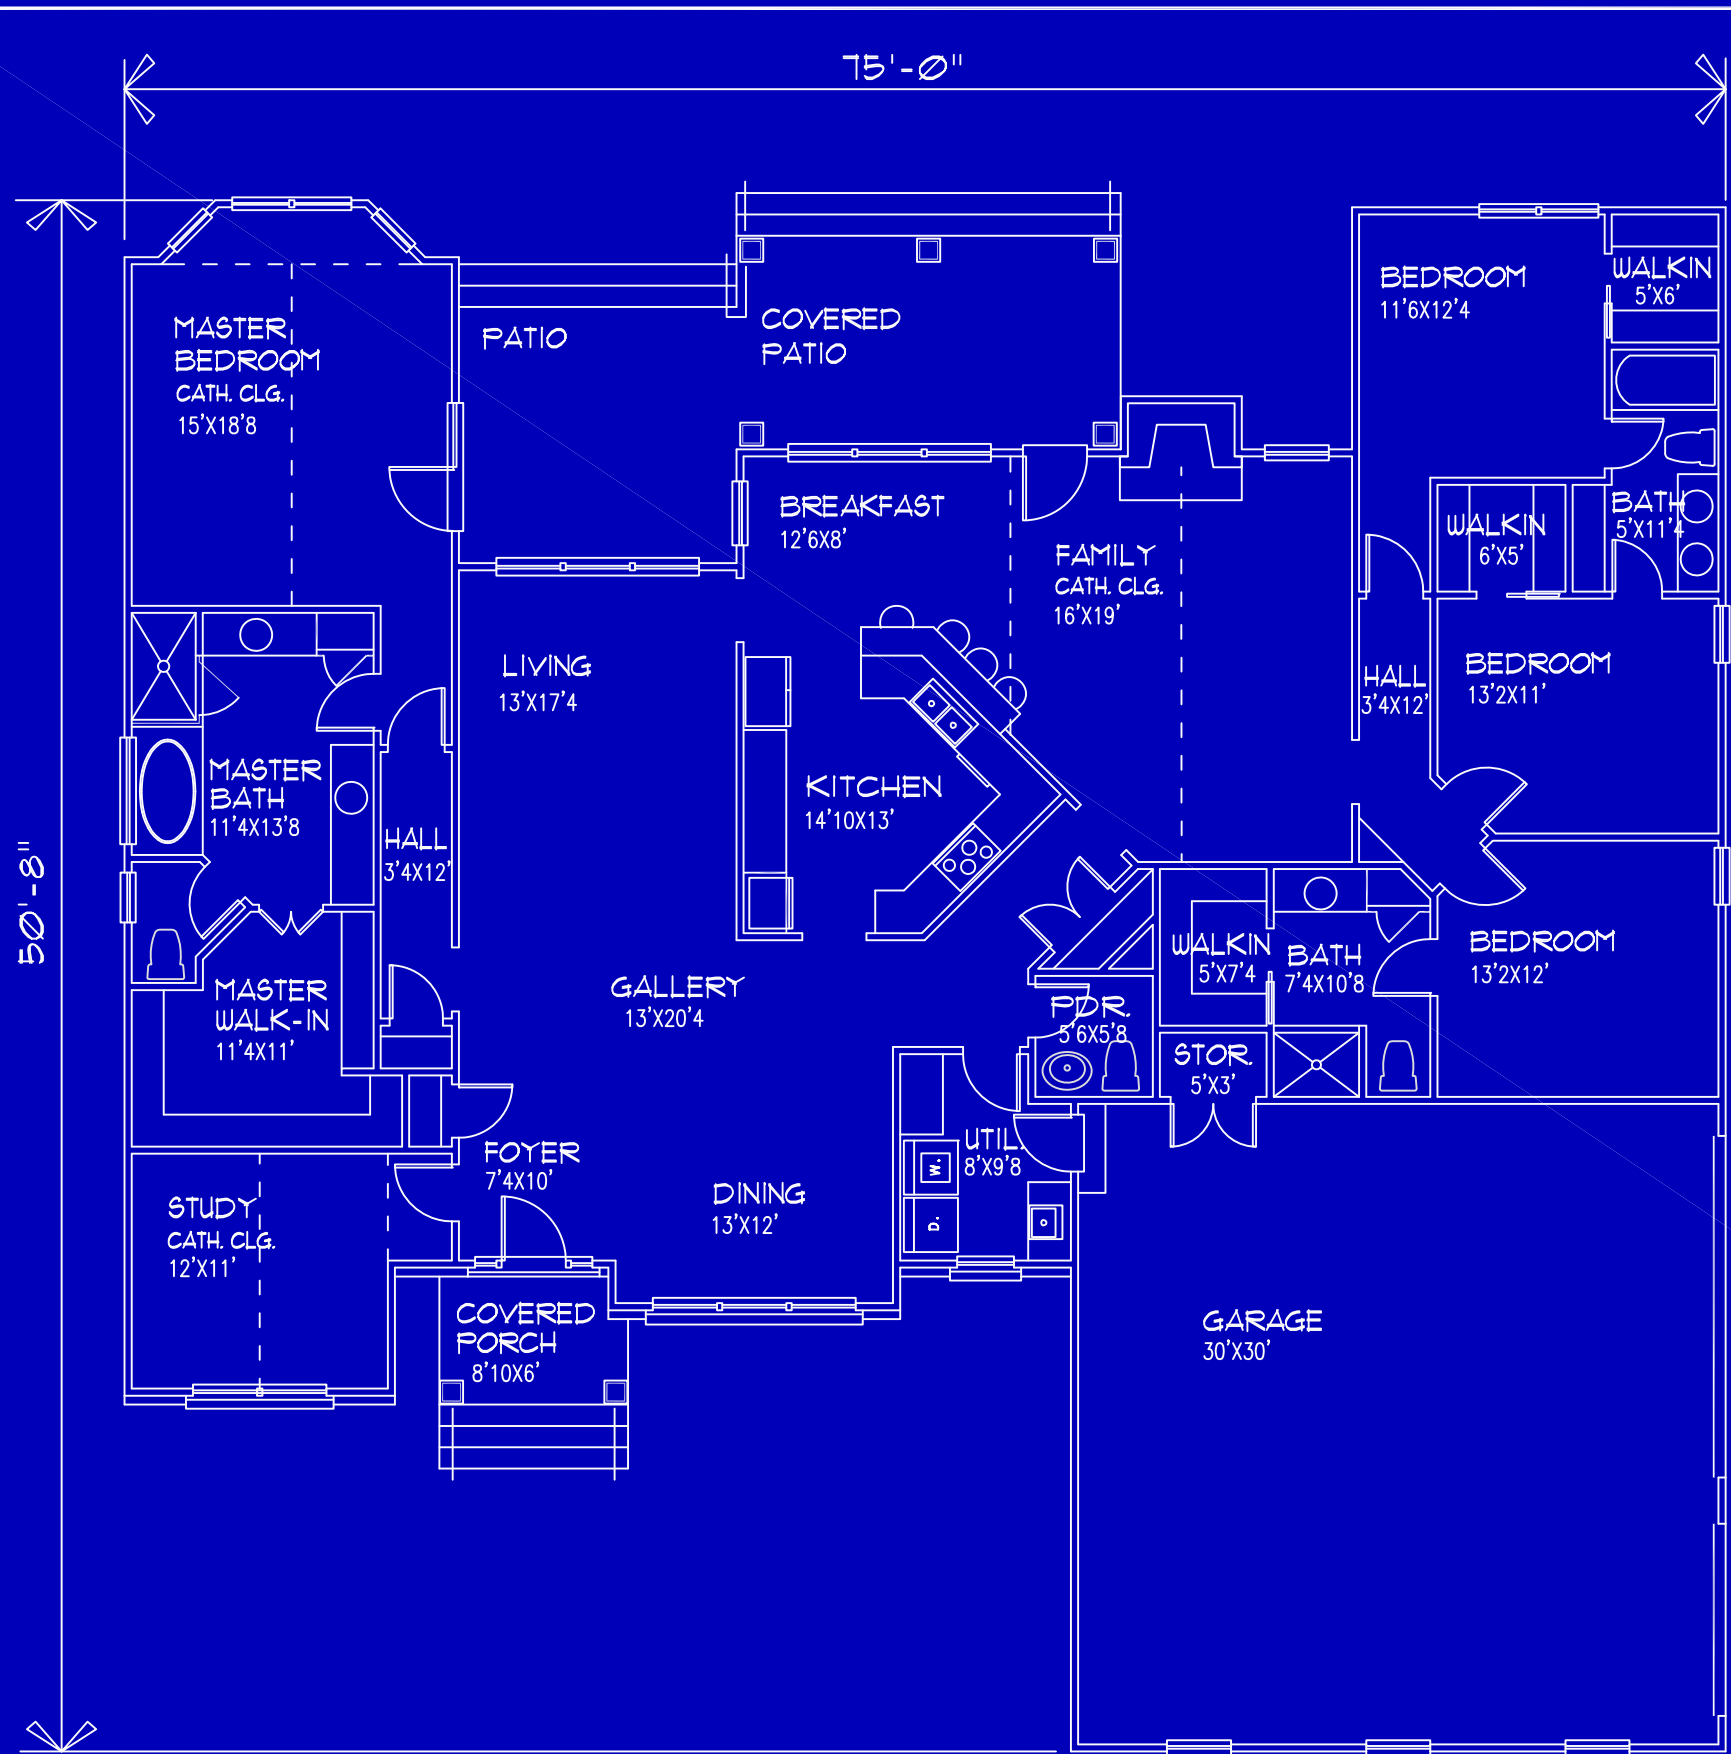 75'-0"
50'-8"
MASTER
BEDROOM
CATH. CLG.
15'X18'8
PATIO
COVERED
PATIO
BEDROOM
11'6X12'4
WALKIN
5'X6'
BREAKFAST
12'6X8'
FAMILY
CATH. CLG.
16'X19'
WALKIN
6'X5'
BATH
5'X11'4
LIVING
13'X17'4
HALL
3'4X12'
BEDROOM
13'2X11'
MASTER
BATH
11'4X13'8
HALL
3'4X12'
KITCHEN
14'10X13'
MASTER
WALK-IN
11'4X11'
GALLERY
13'X20'4
PDR.
5'6X5'8
WALKIN
5'X7'4
BATH
7'4X10'8
BEDROOM
13'2X12'
STOR.
5'X3'
FOYER
7'4X10'
UTIL.
8'X9'8
W.
D.
STUDY
CATH. CLG.
12'X11'
DINING
13'X12'
COVERED
PORCH
8'10X6'
GARAGE
30'X30'